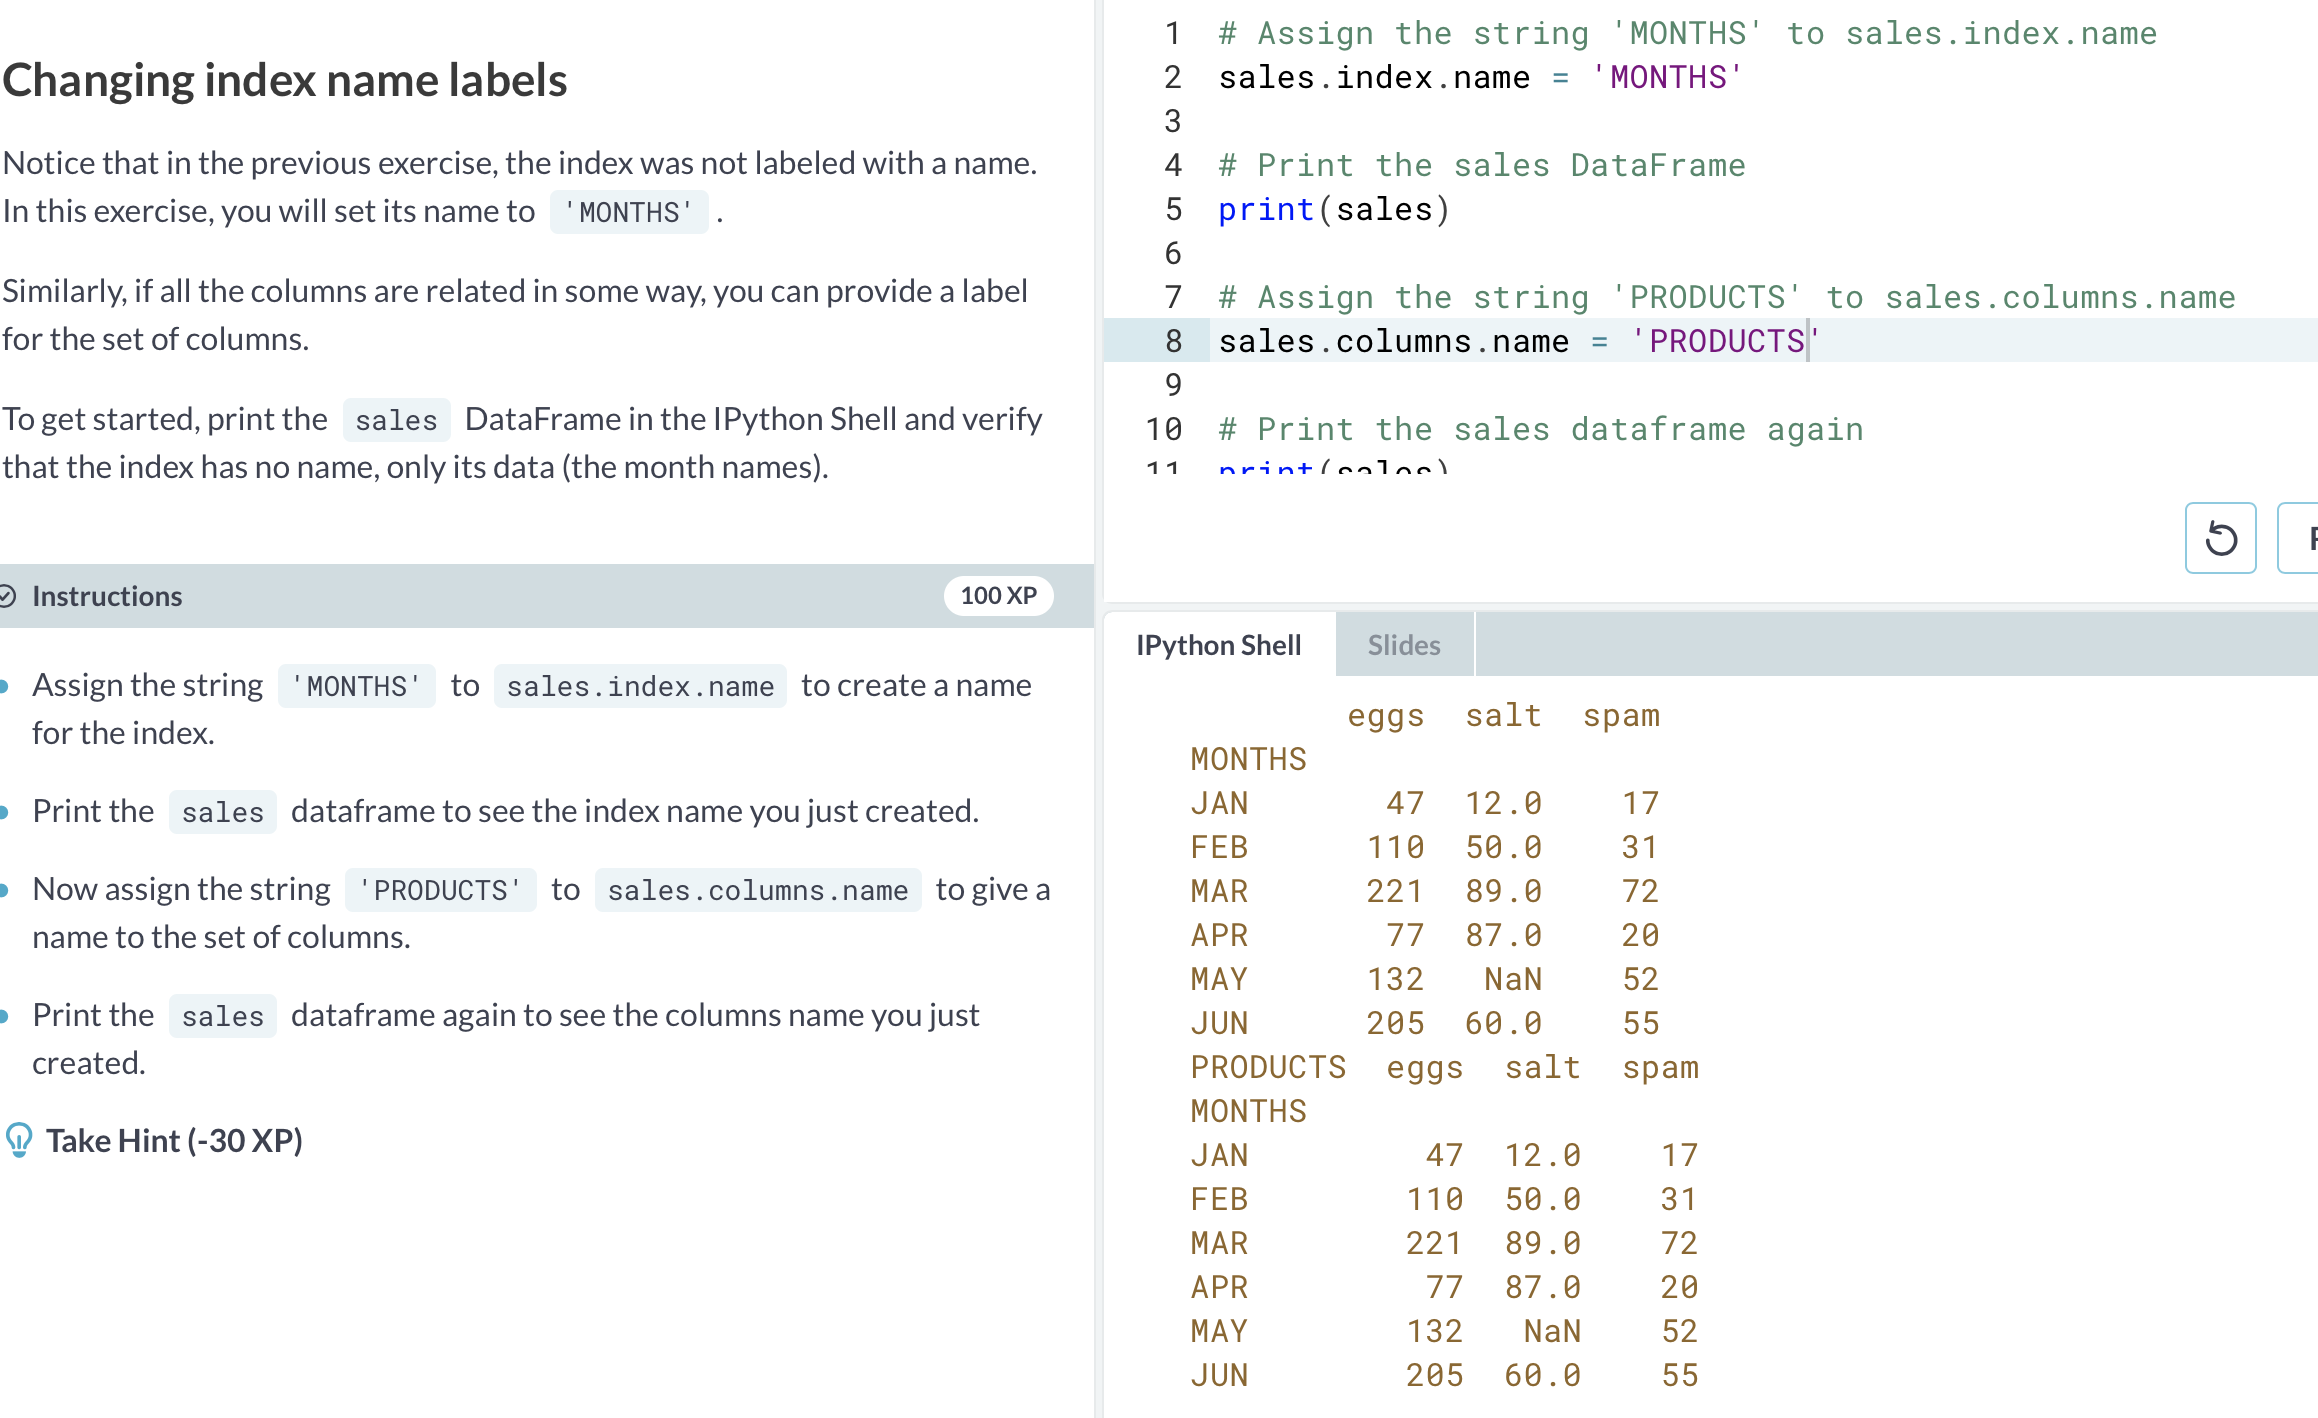 Changing index name labels
Notice that in the previous exercise, the index was not labeled with a name.
In this exercise, you will set its name to 'MONTHS' .
Similarly, if all the columns are related in some way, you can provide a label
for the set of columns.
To get started, print the sales DataFrame in the IPython Shell and verify
that the index has no name, only its data (the month names).
Instructions
100 XP
Assign the string 'MONTHS' to sales.index.name to create a name
for the index.
Print the sales dataframe to see the index name you just created.
Now assign the string 'PRODUCTS' to sales.columns.name to give a
name to the set of columns.
Print the sales dataframe again to see the columns name you just
created.
Take Hint (-30 XP)
1 # Assign the string 'MONTHS' to sales.index.name
2 sales.index.name = 'MONTHS'
3
4 # Print the sales DataFrame
5 print(sales)
6
7 # Assign the string 'PRODUCTS' to sales.columns.name
8 sales.columns.name = 'PRODUCTS'
9
10 # Print the sales dataframe again
11 print(sales)
IPython Shell Slides
eggs salt spam
MONTHS
JAN 47 12.0 17
FEB 110 50.0 31
MAR 221 89.0 72
APR 77 87.0 20
MAY 132 NaN 52
JUN 205 60.0 55
PRODUCTS eggs salt spam
MONTHS
JAN 47 12.0 17
FEB 110 50.0 31
MAR 221 89.0 72
APR 77 87.0 20
MAY 132 NaN 52
JUN 205 60.0 55